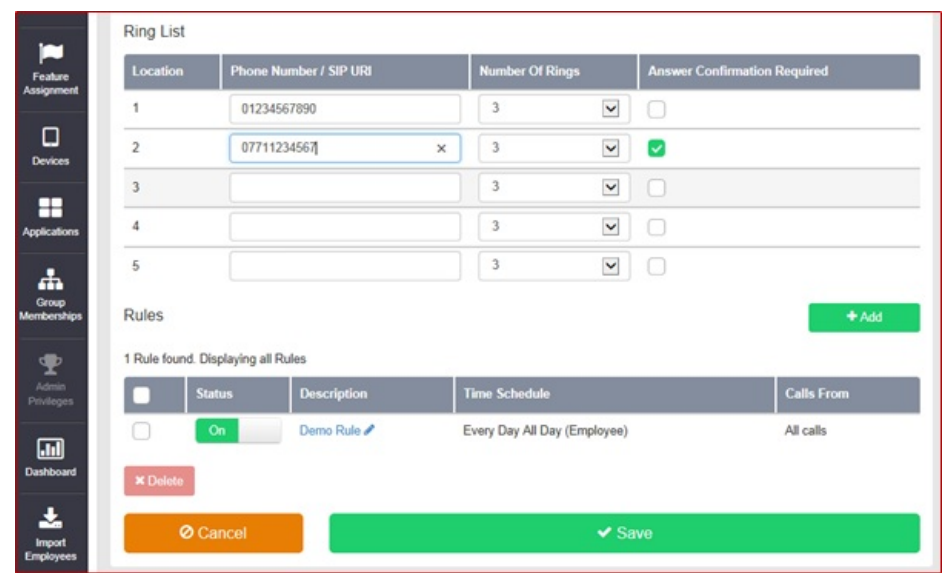 Feature
Assignment
Devices
Applications
Group
Memberships
Admin
Privileges
Dashboard
Import
Employees
Ring List
Location Phone Number / SIP URI Number Of Rings Answer Confirmation Required
1 01234567890 3
2 07711234567 × 3
3 3
4 3
5 3
Rules
+ Add
1 Rule found. Displaying all Rules
Status Description Time Schedule Calls From
On Demo Rule Every Day All Day (Employee) All calls
× Delete
Cancel
Save